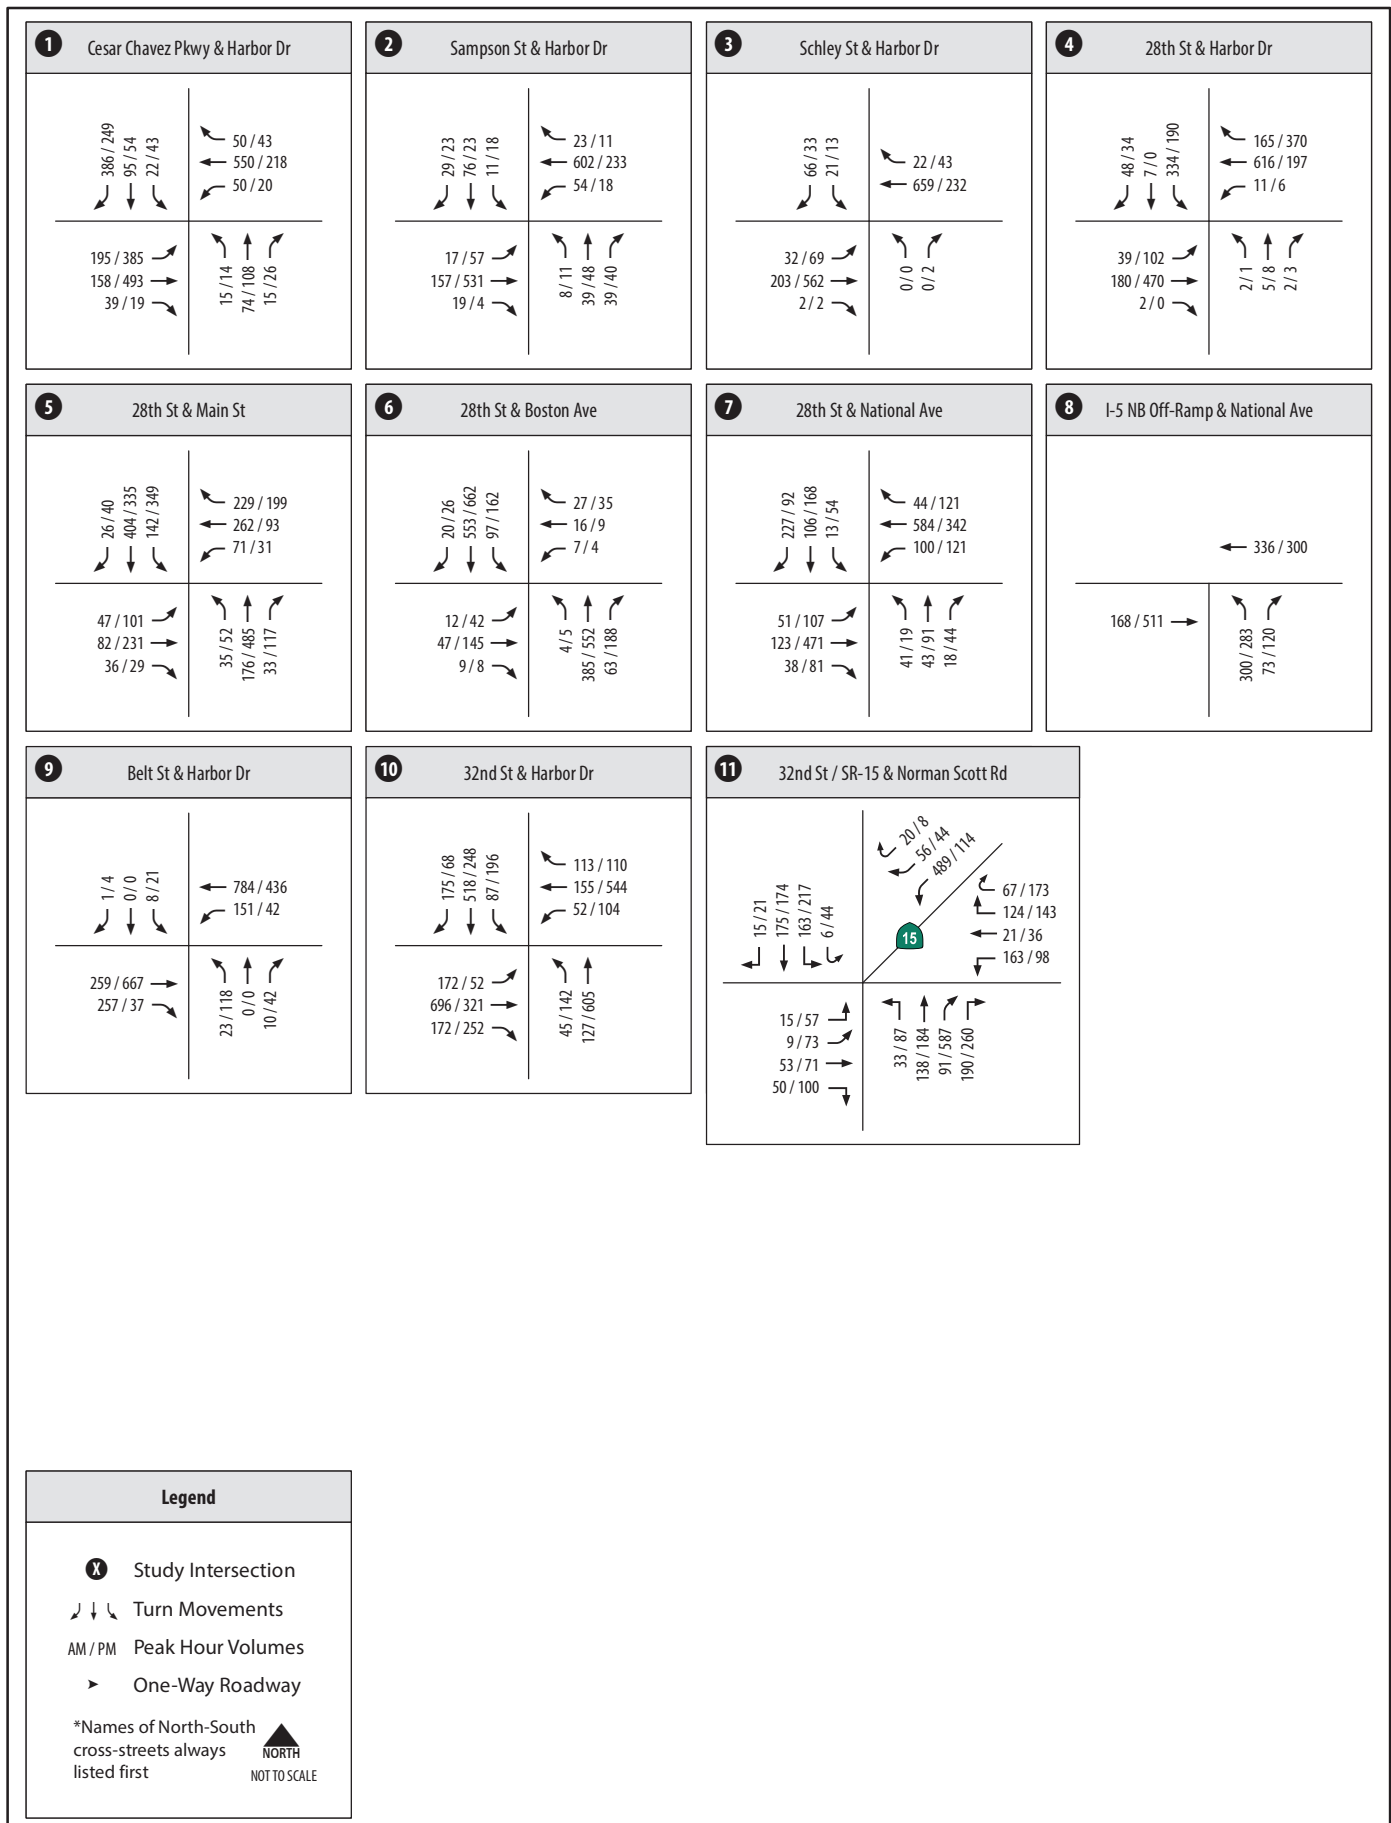 1 Cesar Chavez Pkwy & Harbor Dr
386 / 249
95 / 54
22 / 43
50 / 43
550 / 218
50 / 20
195 / 385
158 / 493
39 / 19
15 / 14
74 / 108
15 / 26
2 Sampson St & Harbor Dr
29 / 23
76 / 23
11 / 18
23 / 11
602 / 233
54 / 18
17 / 57
157 / 531
19 / 4
8 / 11
39 / 48
39 / 40
3 Schley St & Harbor Dr
66 / 33
21 / 13
22 / 43
659 / 232
32 / 69
203 / 562
2 / 2
0 / 0
0 / 2
4 28th St & Harbor Dr
48 / 34
7 / 0
334 / 190
165 / 370
616 / 197
11 / 6
39 / 102
180 / 470
2 / 0
2 / 1
5 / 8
2 / 3
5 28th St & Main St
26 / 40
404 / 335
142 / 349
229 / 199
262 / 93
71 / 31
47 / 101
82 / 231
36 / 29
35 / 52
176 / 485
33 / 117
6 28th St & Boston Ave
20 / 26
553 / 662
97 / 162
27 / 35
16 / 9
7 / 4
12 / 42
47 / 145
9 / 8
4 / 5
385 / 552
63 / 188
7 28th St & National Ave
227 / 92
106 / 168
13 / 54
44 / 121
584 / 342
100 / 121
51 / 107
123 / 471
38 / 81
41 / 19
43 / 91
18 / 44
8 I-5 NB Off-Ramp & National Ave
336 / 300
168 / 511
300 / 283
73 / 120
9 Belt St & Harbor Dr
1 / 4
0 / 0
8 / 21
784 / 436
151 / 42
259 / 667
257 / 37
23 / 118
0 / 0
10 / 42
10 32nd St & Harbor Dr
175 / 68
518 / 248
87 / 196
113 / 110
155 / 544
52 / 104
172 / 52
696 / 321
172 / 252
45 / 142
127 / 605
11 32nd St / SR-15 & Norman Scott Rd
15 / 21
175 / 174
163 / 217
6 / 44
20 / 8
56 / 44
489 / 114
15
67 / 173
124 / 143
21 / 36
163 / 98
15 / 57
9 / 73
53 / 71
50 / 100
33 / 87
138 / 184
91 / 587
190 / 260
Legend
X Study Intersection
Turn Movements
AM / PM Peak Hour Volumes
One-Way Roadway
*Names of North-South
cross-streets always
listed first
NORTH
NOT TO SCALE